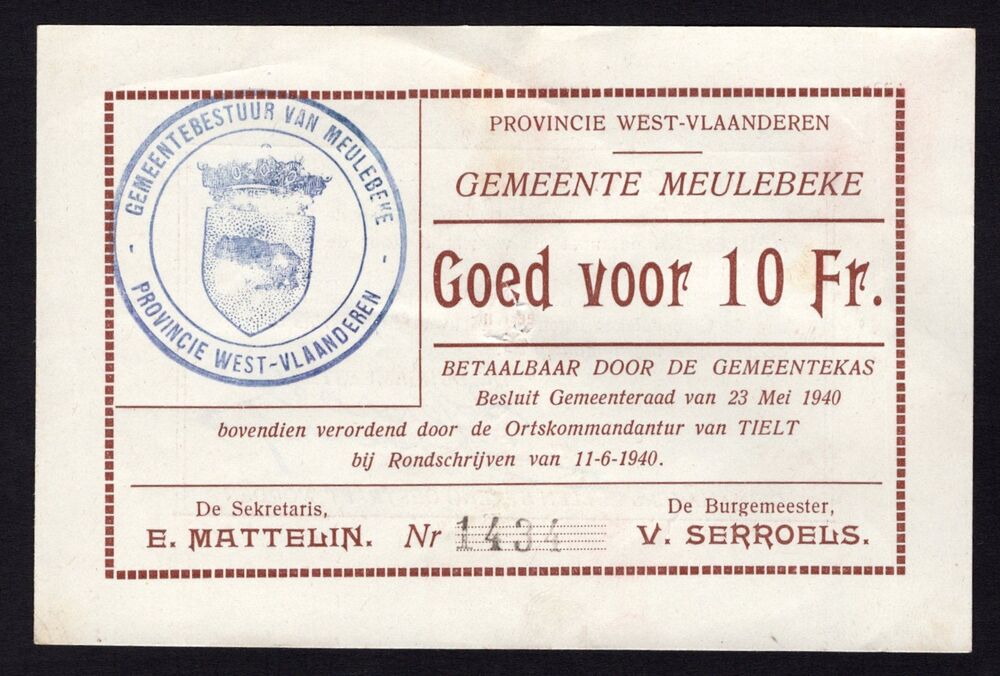 GEMEENTEBESTUUR VAN MEULEBEKE
- PROVINCIE WEST-VLAANDEREN -
PROVINCIE WEST-VLAANDEREN
GEMEENTE MEULEBEKE
Goed voor 10 Fr.
BETAALBAAR DOOR DE GEMEENTEKAS
Besluit Gemeenteraad van 23 Mei 1940
bovendien verordend door de Ortskommandantur van TIELT
bij Rondschrijven van 11-6-1940.
De Sekretaris,
E. MATTELIN.
Nr 1434
De Burgemeester,
V. SERROELS.